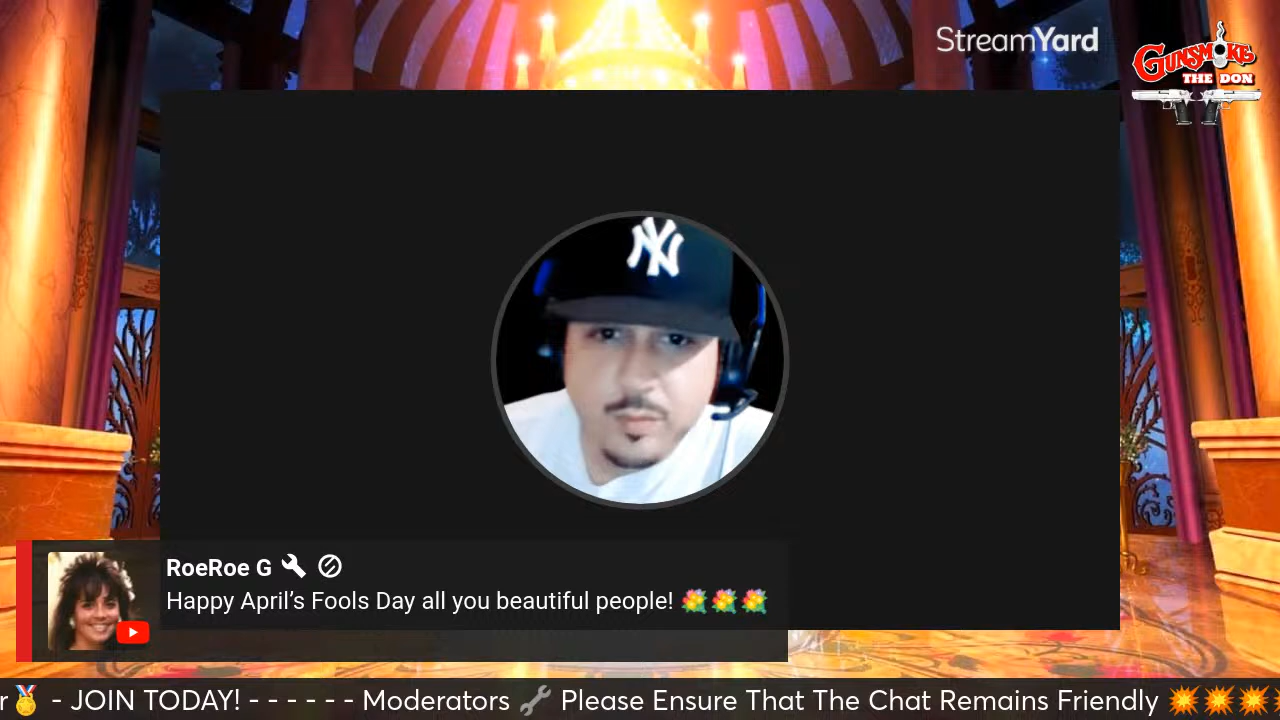 StreamYard
GUNSMOKE
THE DON
NY
RoeRoe G
Happy April’s Fools Day all you beautiful people! 💐💐💐
r🏅 - JOIN TODAY! - - - - - - Moderators 🔧 Please Ensure That The Chat Remains Friendly 💥💥💥